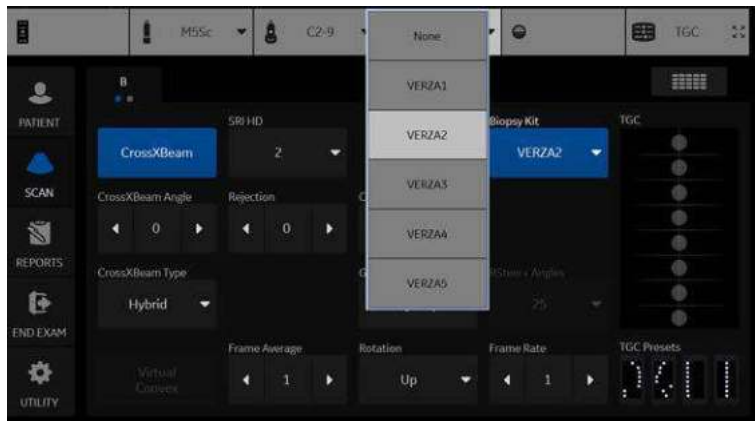 M5Sc
C2-9
None
TGC
B
VERZA1
PATIENT
SRI HD
Biopsy Kit
TGC
CrossXBeam
2
VERZA2
VERZA2
SCAN
CrossXBeam Angle
Rejection
VERZA3
0
0
VERZA4
REPORTS
CrossXBeam Type
VERZA5
Hybrid
25
END EXAM
Frame Average
Rotation
Frame Rate
TGC Presets
Virtual
Convex
1
Up
1
UTILITY